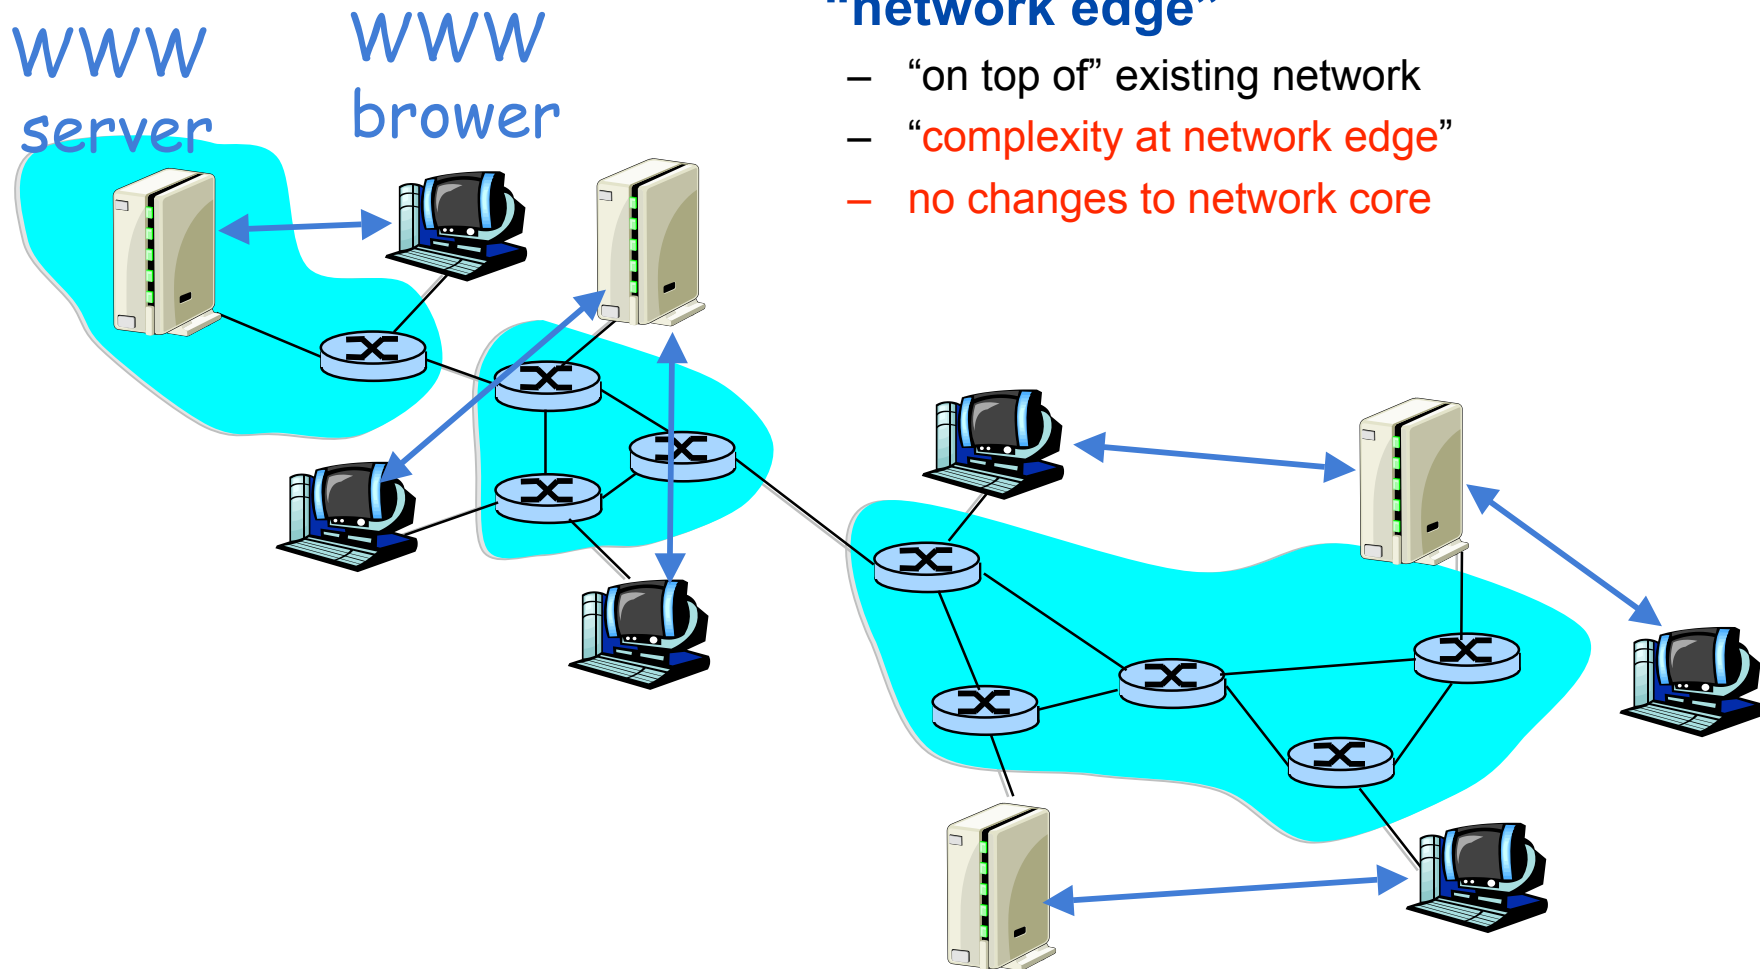 WWW
server
WWW
brower
“network edge”
– “on top of” existing network
– “complexity at network edge”
– no changes to network core